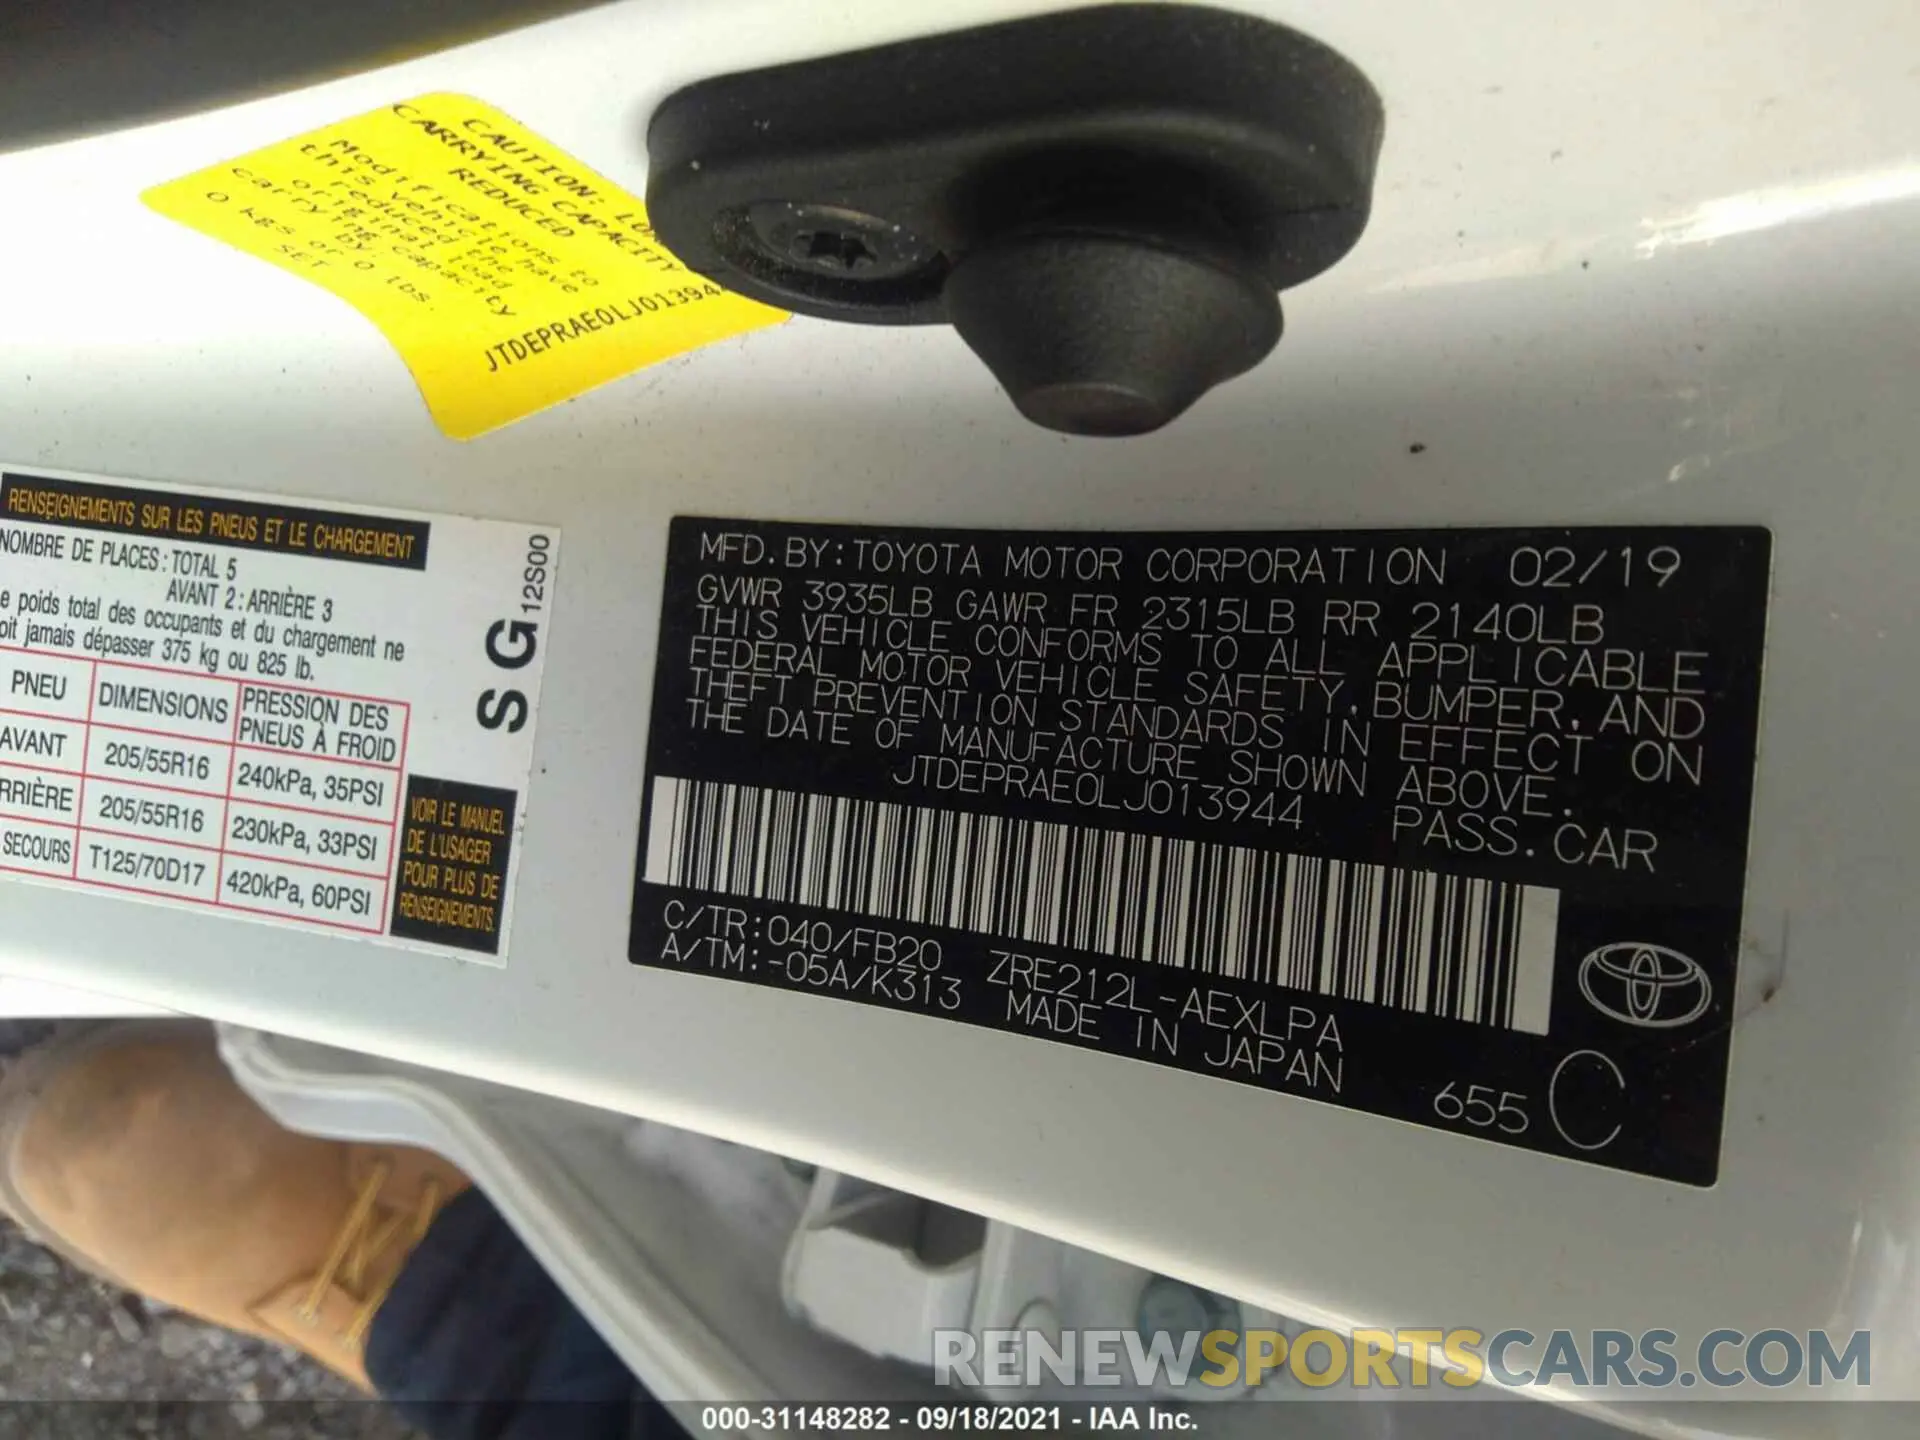 CAUTION: LOAD
CARRYING CAPACITY
REDUCED
Modifications to
this vehicle have
reduced the
original load
carrying capacity
by:
0 kgs or 0 lbs
SET
JTDEPRAE0LJ013944
RENSEIGNEMENTS SUR LES PNEUS ET LE CHARGEMENT
NOMBRE DE PLACES: TOTAL 5
AVANT 2: ARRIÈRE 3
e poids total des occupants et du chargement ne
oit jamais dépasser 375 kg ou 825 lb.
PNEU DIMENSIONS PRESSION DES
PNEUS À FROID
AVANT 205/55R16 240kPa, 35PSI
RRIÈRE 205/55R16 230kPa, 33PSI
SECOURS T125/70D17 420kPa, 60PSI
SG 12S00
VOIR LE MANUEL
DE L'USAGER
POUR PLUS DE
RENSEIGNEMENTS.
MFD. BY: TOYOTA MOTOR CORPORATION 02/19
GVWR 3935LB GAWR FR 2315LB RR 2140LB
THIS VEHICLE CONFORMS TO ALL APPLICABLE
FEDERAL MOTOR VEHICLE SAFETY, BUMPER, AND
THEFT PREVENTION STANDARDS IN EFFECT ON
THE DATE OF MANUFACTURE SHOWN ABOVE.
JTDEPRAE0LJ013944 PASS. CAR
C/TR: 040/FB20 ZRE212L-AEXLPA
A/TM: -05A/K313 MADE IN JAPAN
655 C
RENEWSPORTSCARS.COM
000-31148282 - 09/18/2021 - IAA Inc.